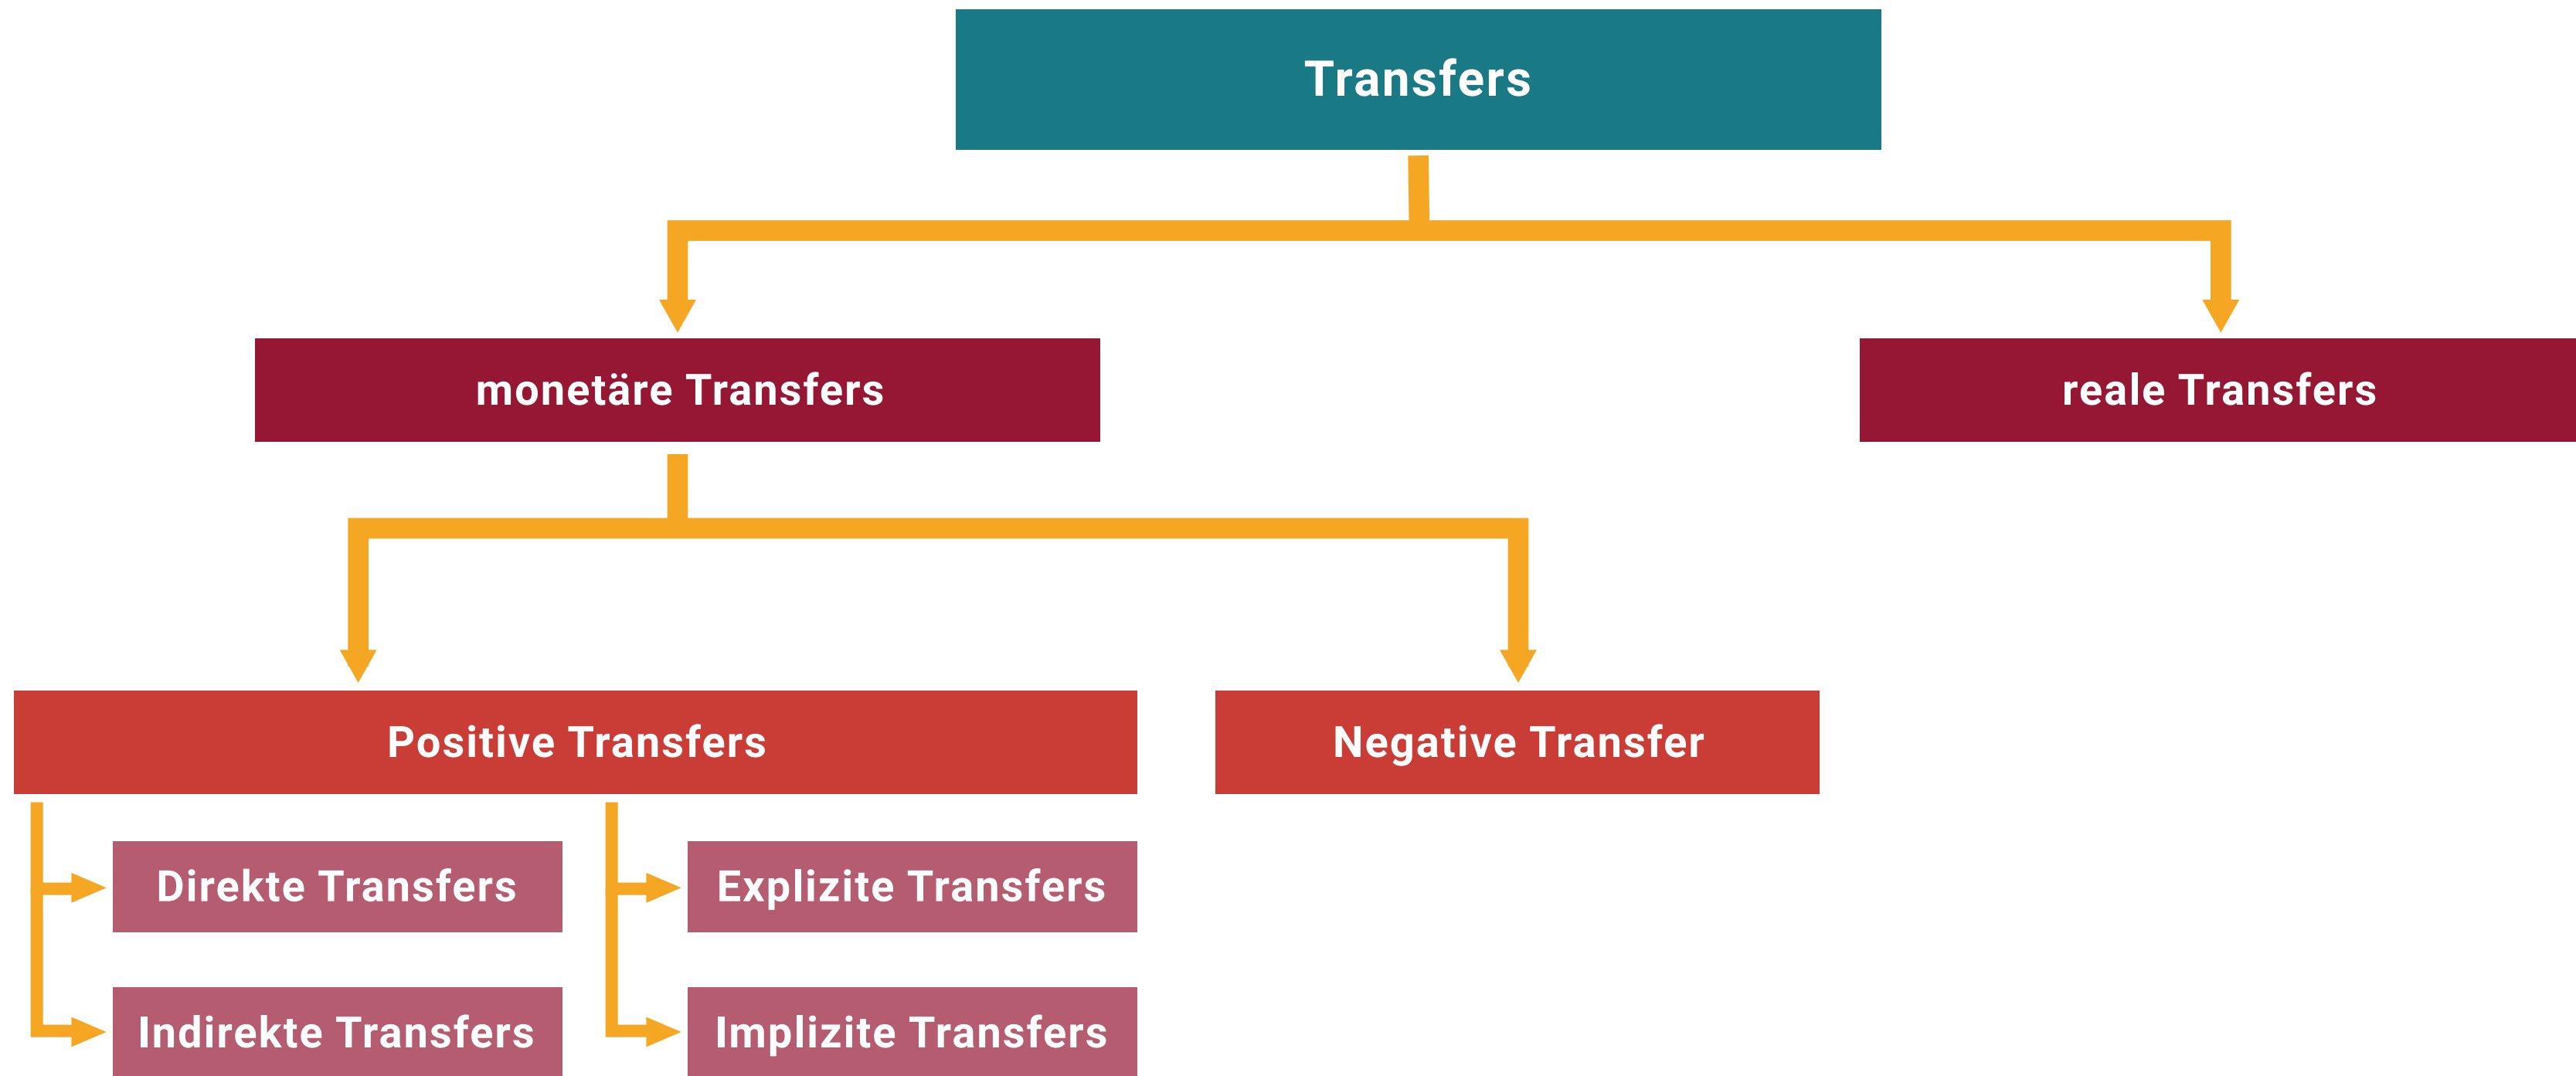 Transfers
monetäre Transfers
reale Transfers
Positive Transfers
Negative Transfer
Direkte Transfers
Explizite Transfers
Indirekte Transfers
Implizite Transfers